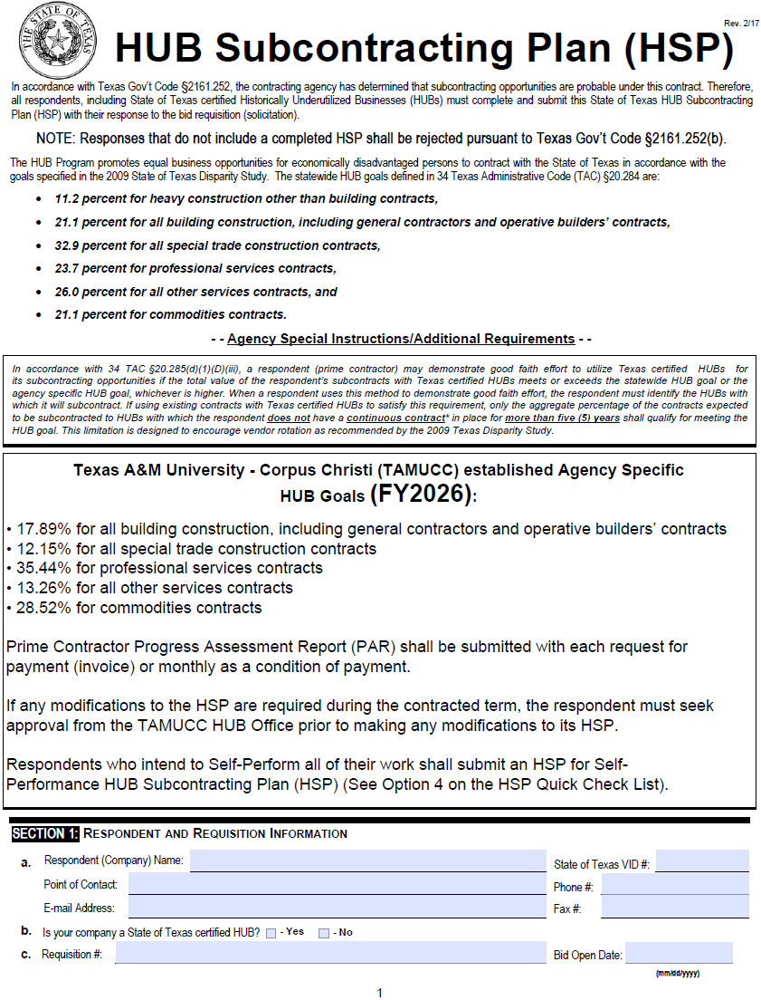 THE STATE OF TEXAS
Rev. 2/17
HUB Subcontracting Plan (HSP)
In accordance with Texas Gov't Code §2161.252, the contracting agency has determined that subcontracting opportunities are probable under this contract. Therefore,
all respondents, including State of Texas certified Historically Underutilized Businesses (HUBs) must complete and submit this State of Texas HUB Subcontracting
Plan (HSP) with their response to the bid requisition (solicitation).
NOTE: Responses that do not include a completed HSP shall be rejected pursuant to Texas Gov't Code §2161.252(b).
The HUB Program promotes equal business opportunities for economically disadvantaged persons to contract with the State of Texas in accordance with the
goals specified in the 2009 State of Texas Disparity Study. The statewide HUB goals defined in 34 Texas Administrative Code (TAC) §20.284 are:
• 11.2 percent for heavy construction other than building contracts,
• 21.1 percent for all building construction, including general contractors and operative builders' contracts,
• 32.9 percent for all special trade construction contracts,
• 23.7 percent for professional services contracts,
• 26.0 percent for all other services contracts, and
• 21.1 percent for commodities contracts.
- - Agency Special Instructions/Additional Requirements - -
In accordance with 34 TAC §20.285(d)(1)(D)(iii), a respondent (prime contractor) may demonstrate good faith effort to utilize Texas certified HUBs for
its subcontracting opportunities if the total value of the respondent's subcontracts with Texas certified HUBs meets or exceeds the statewide HUB goal or the
agency specific HUB goal, whichever is higher. When a respondent uses this method to demonstrate good faith effort, the respondent must identify the HUBs with
which it will subcontract. If using existing contracts with Texas certified HUBs to satisfy this requirement, only the aggregate percentage of the contracts expected
to be subcontracted to HUBs with which the respondent does not have a continuous contract* in place for more than five (5) years shall qualify for meeting the
HUB goal. This limitation is designed to encourage vendor rotation as recommended by the 2009 Texas Disparity Study.
Texas A&M University - Corpus Christi (TAMUCC) established Agency Specific
HUB Goals (FY2026):
• 17.89% for all building construction, including general contractors and operative builders' contracts
• 12.15% for all special trade construction contracts
• 35.44% for professional services contracts
• 13.26% for all other services contracts
• 28.52% for commodities contracts
Prime Contractor Progress Assessment Report (PAR) shall be submitted with each request for
payment (invoice) or monthly as a condition of payment.
If any modifications to the HSP are required during the contracted term, the respondent must seek
approval from the TAMUCC HUB Office prior to making any modifications to its HSP.
Respondents who intend to Self-Perform all of their work shall submit an HSP for Self-
Performance HUB Subcontracting Plan (HSP) (See Option 4 on the HSP Quick Check List).
SECTION 1: RESPONDENT AND REQUISITION INFORMATION
a. Respondent (Company) Name: State of Texas VID #:
Point of Contact: Phone #:
E-mail Address: Fax #:
b. Is your company a State of Texas certified HUB? - Yes - No
c. Requisition #: Bid Open Date:
(mm/dd/yyyy)
1